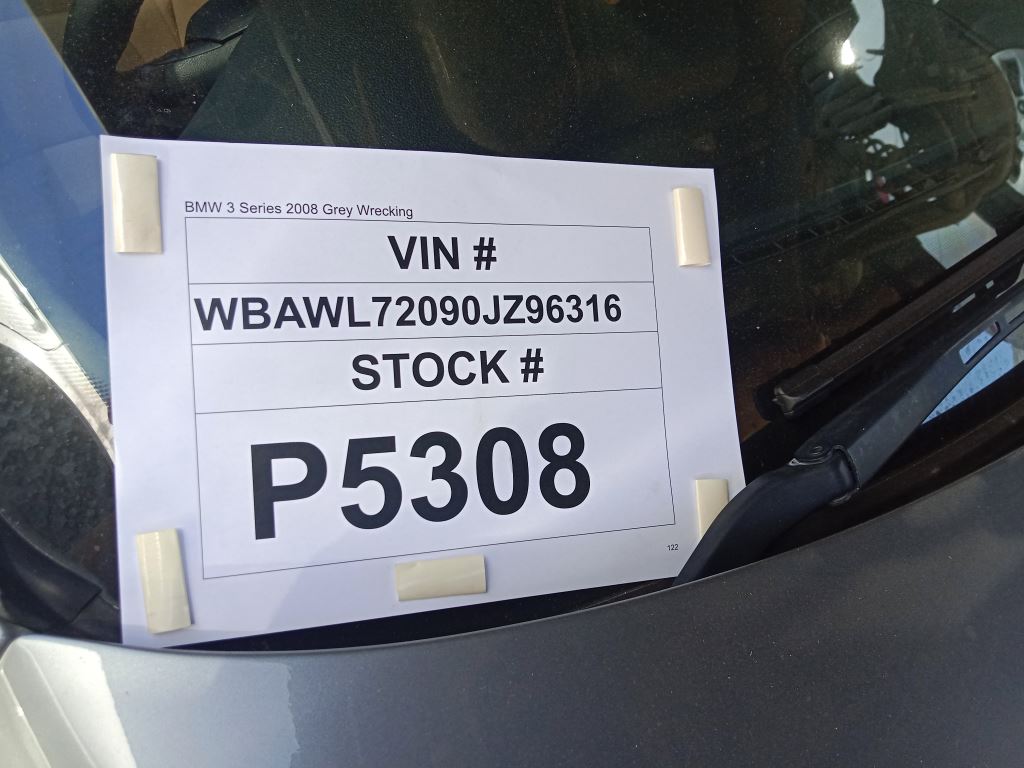 BMW 3 Series 2008 Grey Wrecking
VIN #
WBAWL72090JZ96316
STOCK #
P5308
122